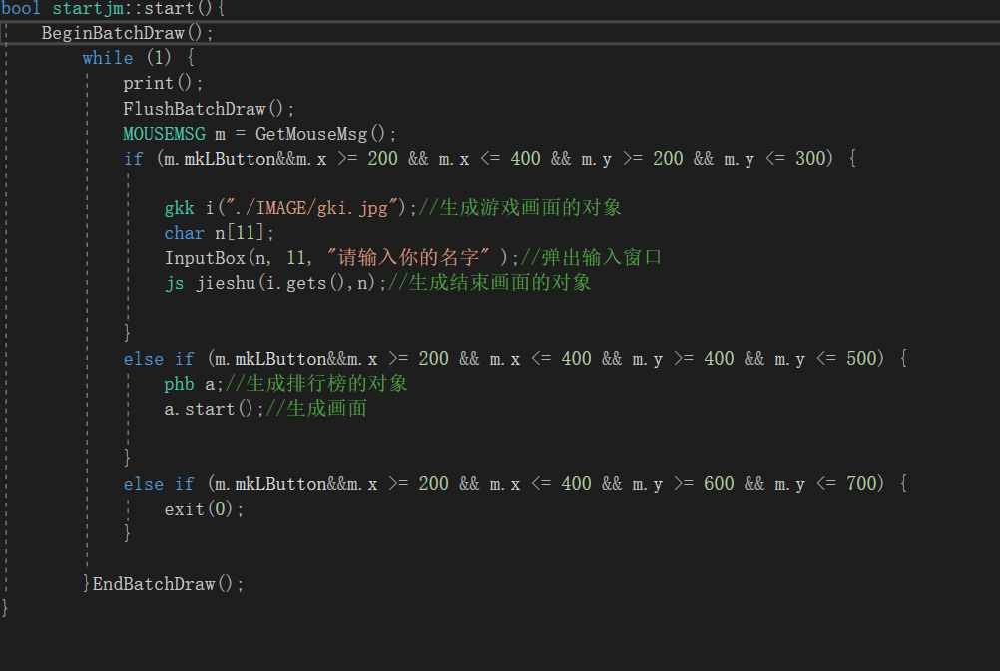 bool startjm::start(){
BeginBatchDraw();
while (1) {
print();
FlushBatchDraw();
MOUSEMSG m = GetMouseMsg();
if (m.mkLButton&&m.x >= 200 && m.x <= 400 && m.y >= 200 && m.y <= 300) {
gkk i("./IMAGE/gki.jpg");//生成游戏画面的对象
char n[11];
InputBox(n, 11, "请输入你的名字" );//弹出输入窗口
js jieshu(i.gets(),n);//生成结束画面的对象
}
else if (m.mkLButton&&m.x >= 200 && m.x <= 400 && m.y >= 400 && m.y <= 500) {
phb a;//生成排行榜的对象
a.start();//生成画面
}
else if (m.mkLButton&&m.x >= 200 && m.x <= 400 && m.y >= 600 && m.y <= 700) {
exit(0);
}
}EndBatchDraw();
}